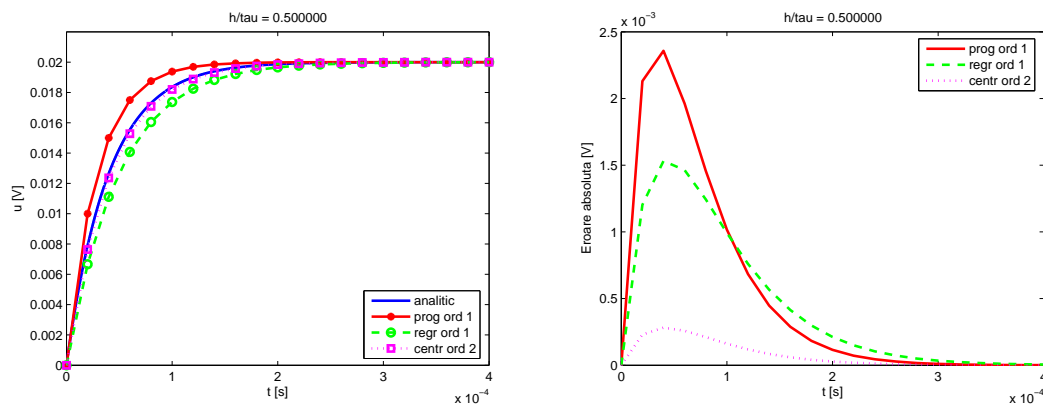 h/tau = 0.500000
u [V]
0.02
0.018
0.016
0.014
0.012
0.01
0.008
0.006
0.004
0.002
0
0 1 2 3 4
t [s]
x 10⁻⁴
analitic
prog ord 1
regr ord 1
centr ord 2
h/tau = 0.500000
x 10⁻³
Eroare absoluta [V]
2.5
2
1.5
1
0.5
0
0 1 2 3 4
t [s]
x 10⁻⁴
prog ord 1
regr ord 1
centr ord 2